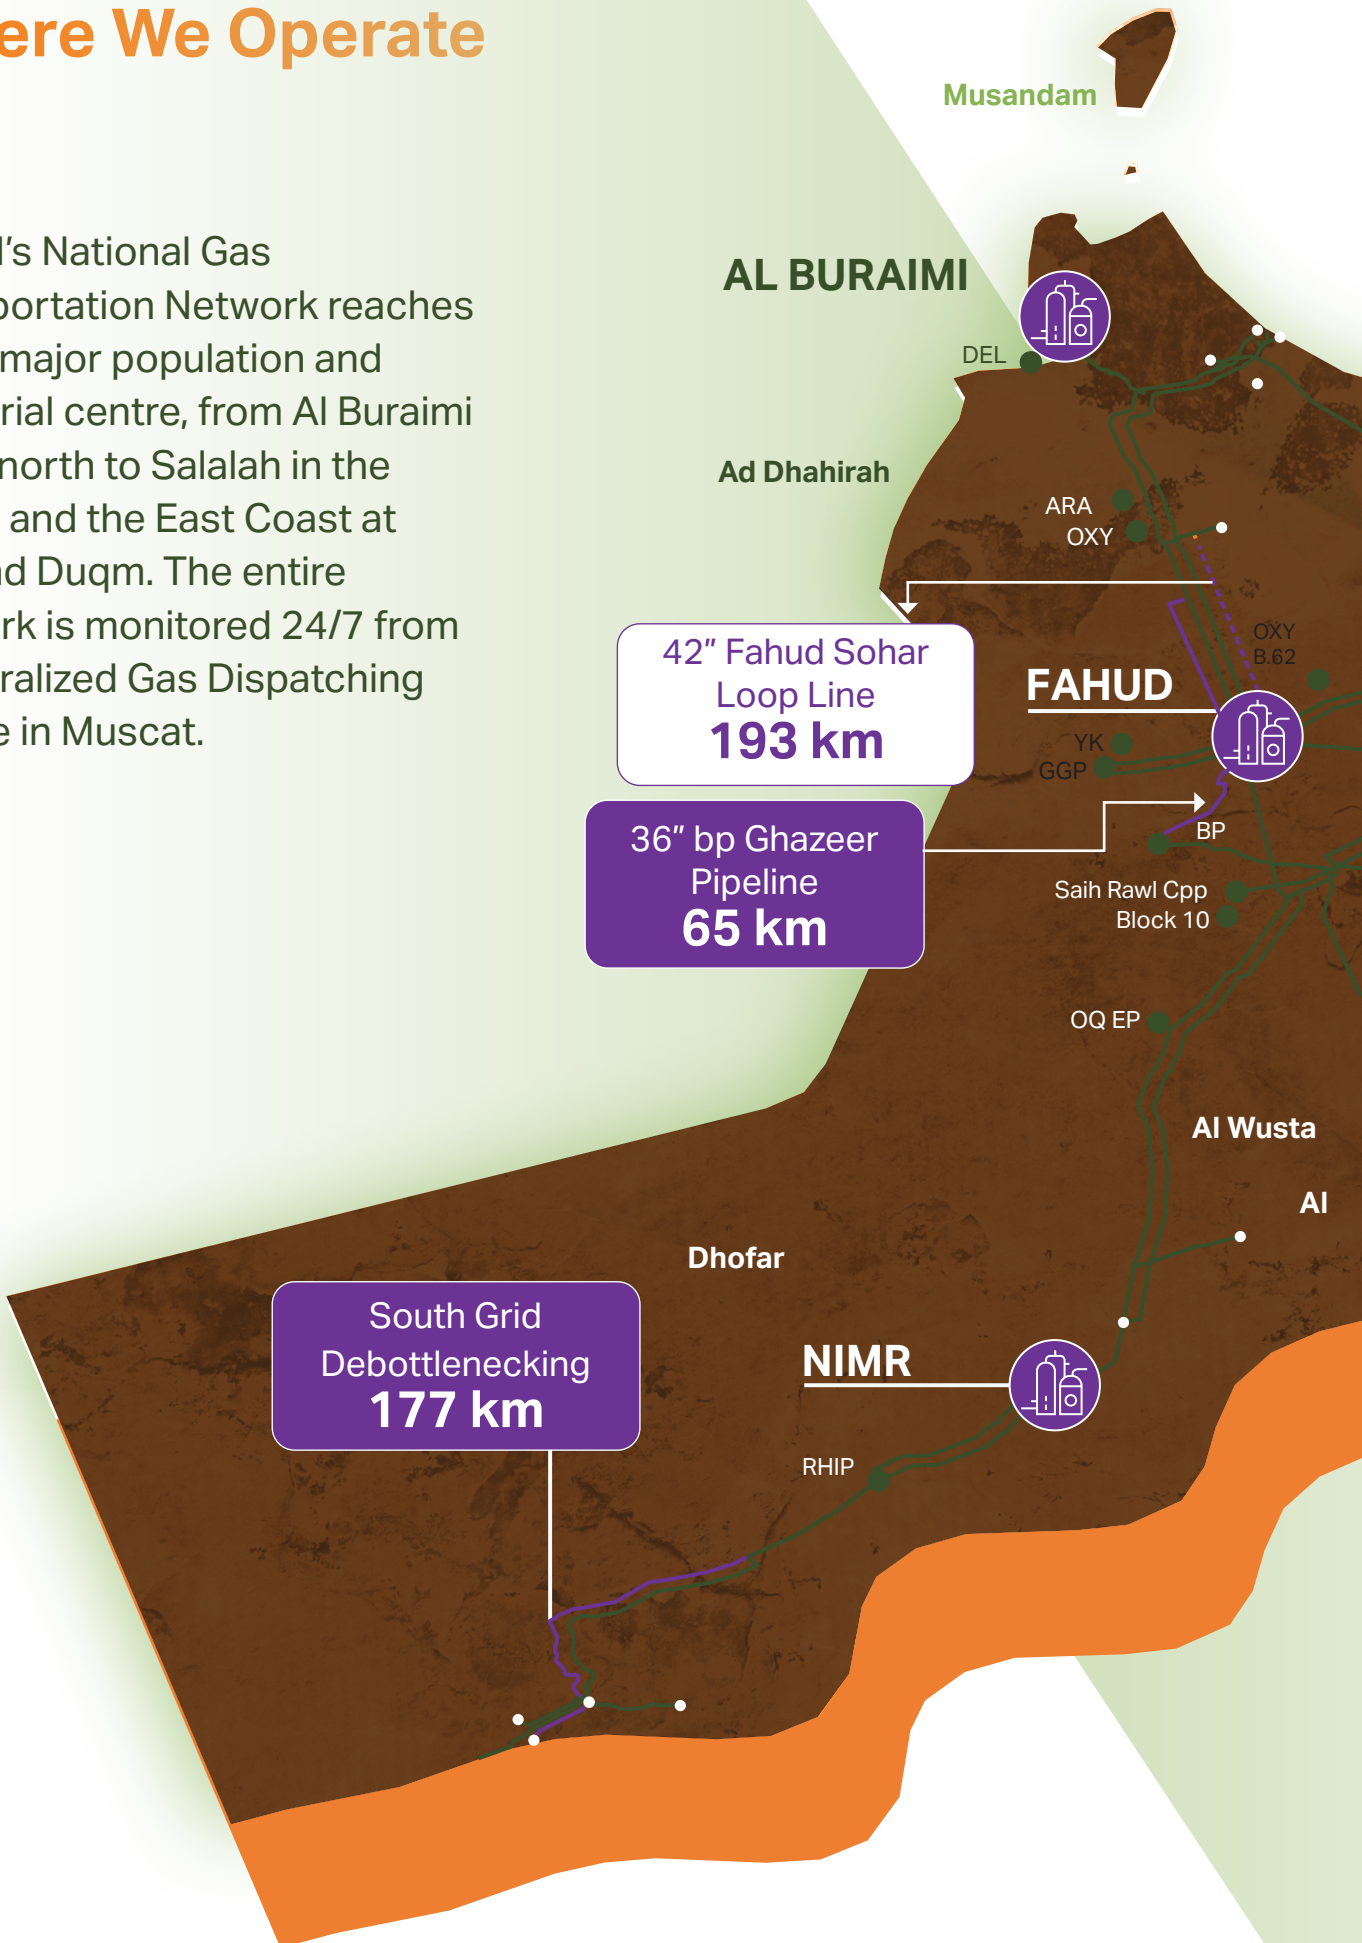 ere We Operate
l's National Gas
portation Network reaches
major population and
rial centre, from Al Buraimi
north to Salalah in the
and the East Coast at
nd Duqm. The entire
rk is monitored 24/7 from
ralized Gas Dispatching
e in Muscat.
Musandam
AL BURAIMI
DEL
Ad Dhahirah
ARA
OXY
42” Fahud Sohar
Loop Line
193 km
OXY
B.62
FAHUD
YK
GGP
36” bp Ghazeer
Pipeline
65 km
BP
Saih Rawl Cpp
Block 10
OQ EP
Al Wusta
Al
Dhofar
South Grid
Debottlenecking
177 km
NIMR
RHIP